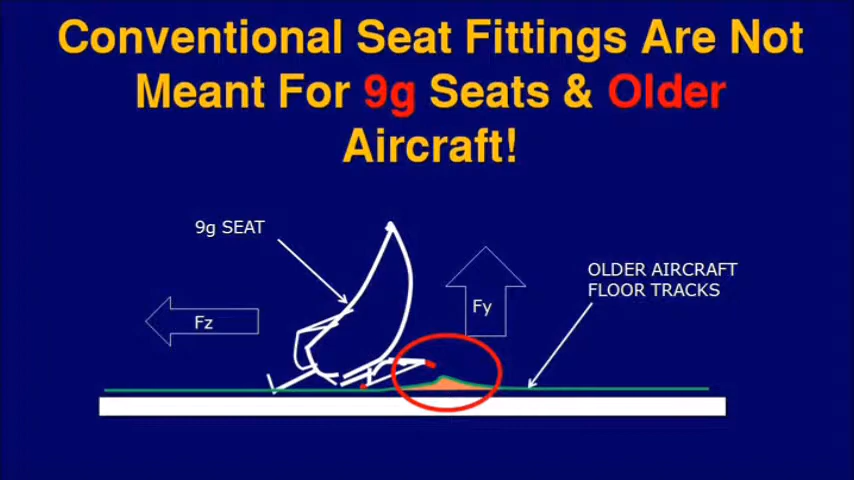 Conventional Seat Fittings Are Not
Meant For 9g Seats & Older
Aircraft!
9g SEAT
OLDER AIRCRAFT
FLOOR TRACKS
Fz
Fy